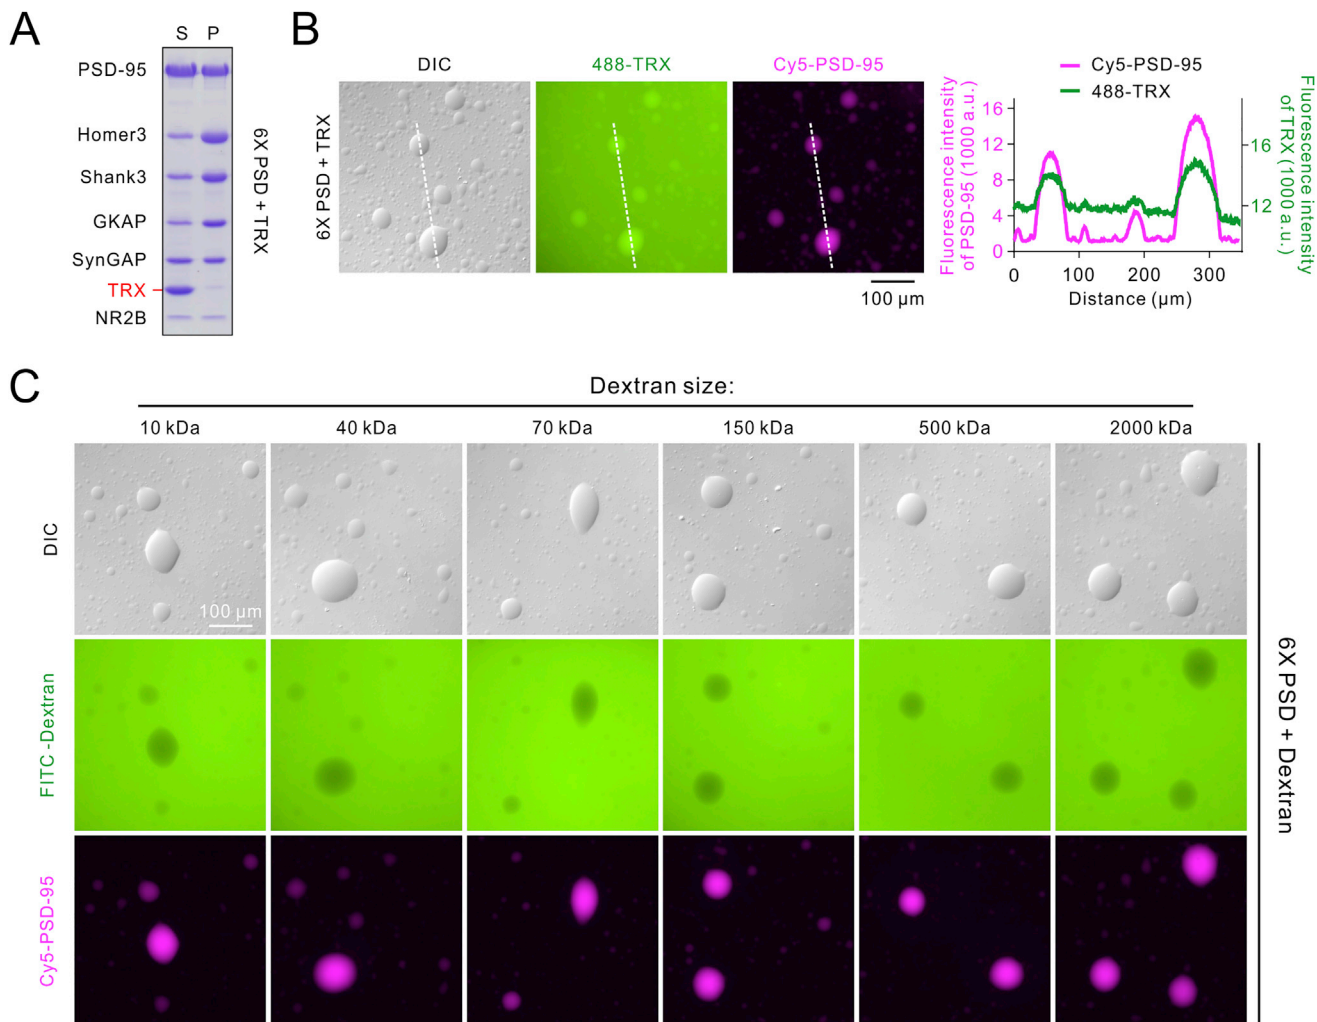 A
S P
PSD-95
Homer3
Shank3
GKAP
SynGAP
TRX
NR2B
6X PSD + TRX
B
DIC
488-TRX
Cy5-PSD-95
6X PSD + TRX
100 µm
Cy5-PSD-95
488-TRX
Fluorescence intensity
of PSD-95 (1000 a.u.)
16
12
8
4
0
0 100 200 300
Distance (µm)
16
12
Fluorescence intensity
of TRX (1000 a.u.)
C
Dextran size:
10 kDa 40 kDa 70 kDa 150 kDa 500 kDa 2000 kDa
DIC
100 µm
FITC-Dextran
Cy5-PSD-95
6X PSD + Dextran